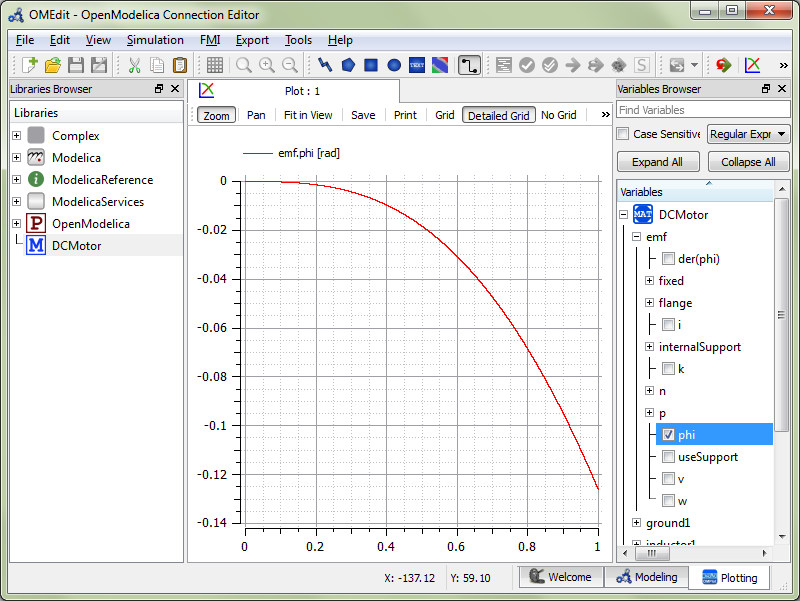 OMEdit - OpenModelica Connection Editor
File Edit View Simulation FMI Export Tools Help
TEXT S »
Libraries Browser
Libraries
Complex
Modelica
ModelicaReference
ModelicaServices
P OpenModelica
M DCMotor
Plot : 1
Zoom Pan Fit in View Save Print Grid Detailed Grid No Grid »
emf.phi [rad]
0
-0.02
-0.04
-0.06
-0.08
-0.1
-0.12
-0.14
0 0.2 0.4 0.6 0.8 1
Variables Browser
Find Variables
Case Sensitive Regular Expr
Expand All Collapse All
Variables
MAT DCMotor
emf
der(phi)
fixed
flange
i
internalSupport
k
n
p
phi
useSupport
v
w
ground1
inductor1
X: -137.12 Y: 59.10 Welcome Modeling Plotting